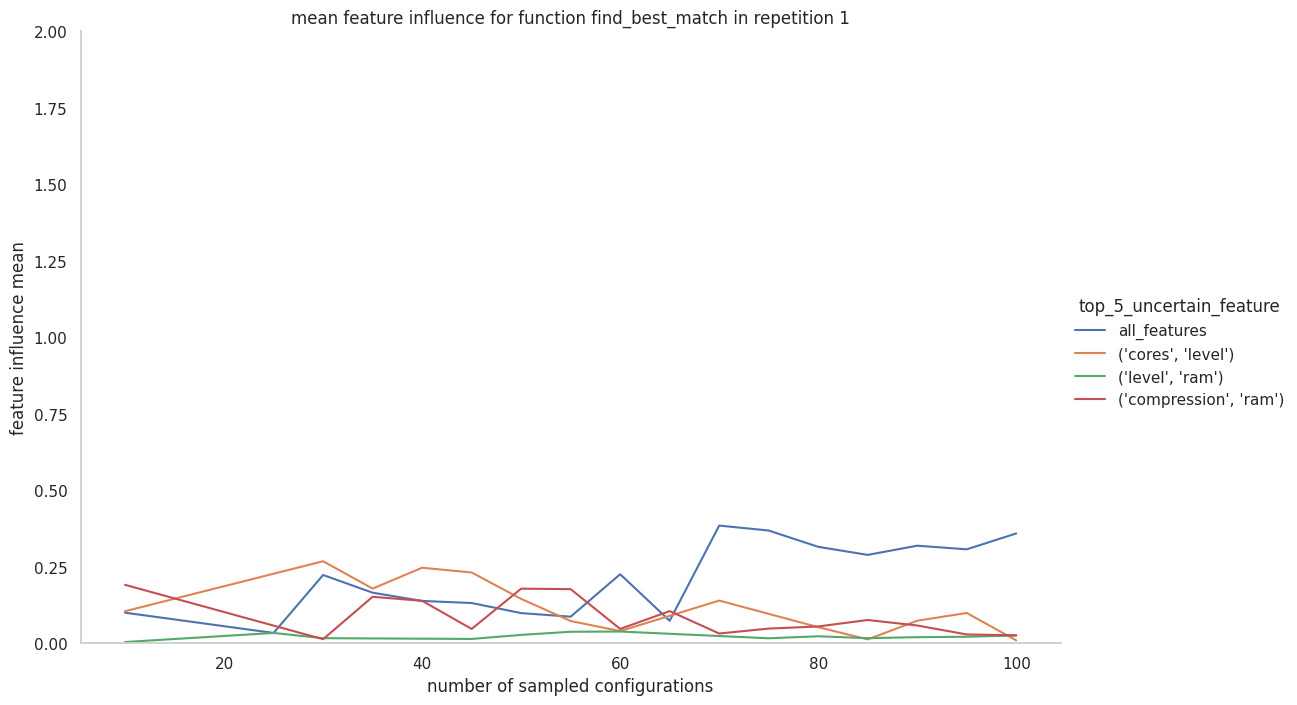 mean feature influence for function find_best_match in repetition 1
2.00
1.75
1.50
1.25
1.00
0.75
0.50
0.25
0.00
feature influence mean
20 40 60 80 100
number of sampled configurations
top_5_uncertain_feature
all_features
('cores', 'level')
('level', 'ram')
('compression', 'ram')